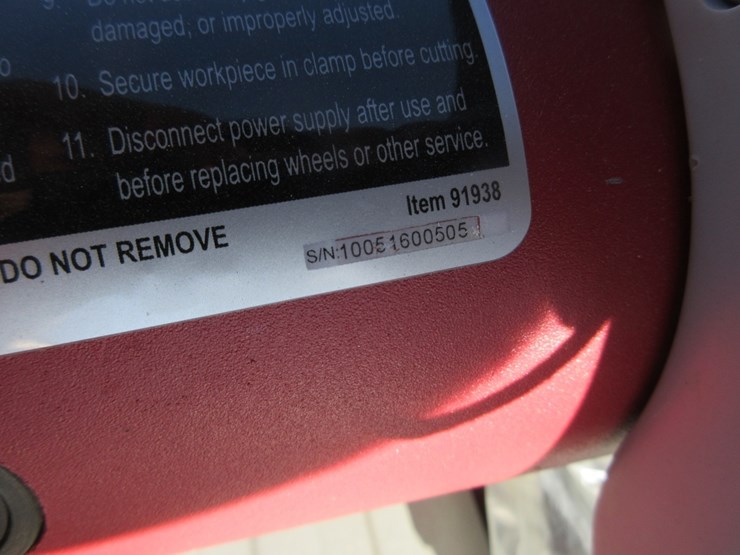 damaged; or improperly adjusted.
10. Secure workpiece in clamp before cutting.
11. Disconnect power supply after use and
before replacing wheels or other service.
Item 91938
DO NOT REMOVE
S/N:10051600505